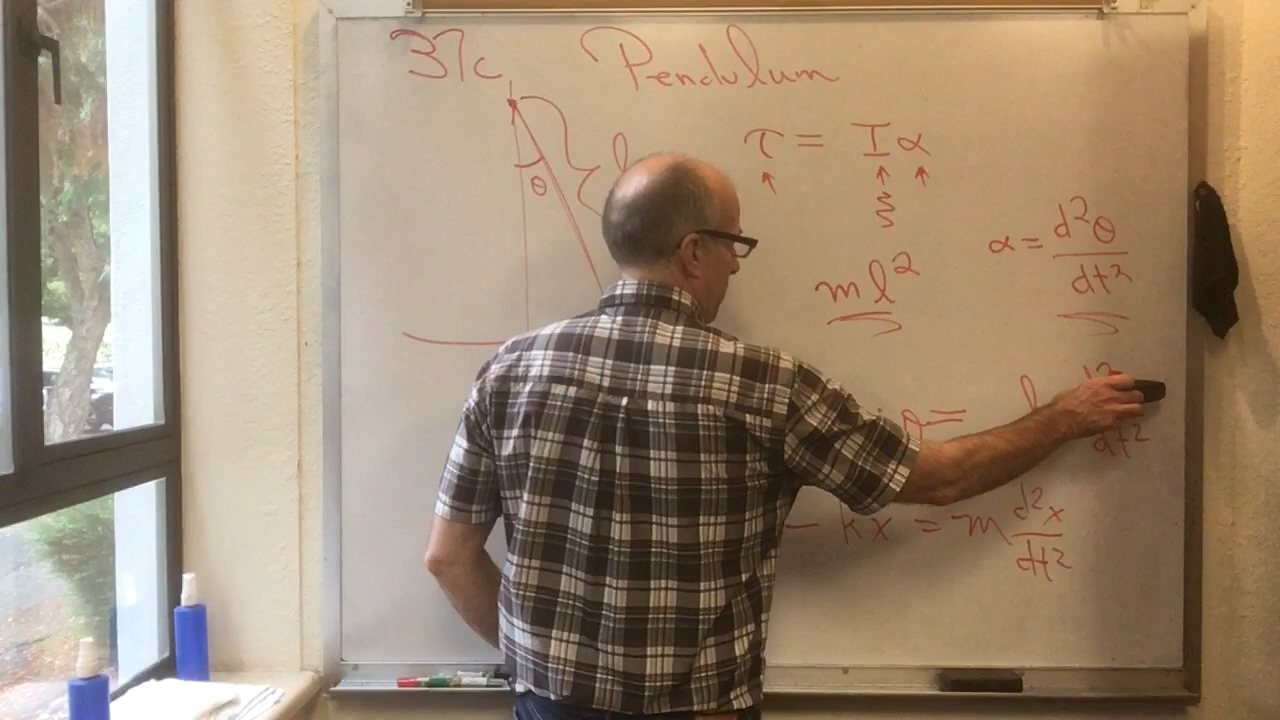 37c Pendulum
l
θ
τ = I α
α = d²θ/dt²
ml²
θ = l d²/dt²
- kx = m d²x/dt²